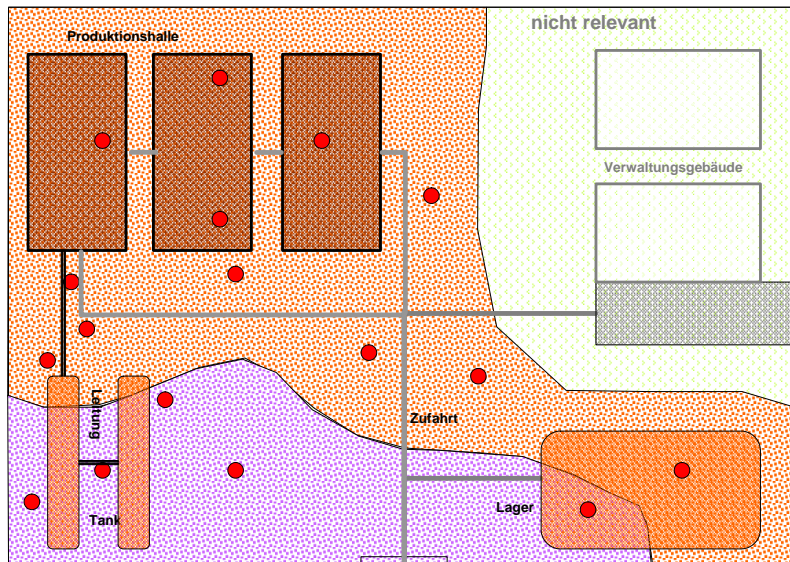 nicht relevant
Produktionshalle
Verwaltungsgebäude
Leitung
Zufahrt
Lager
Tank